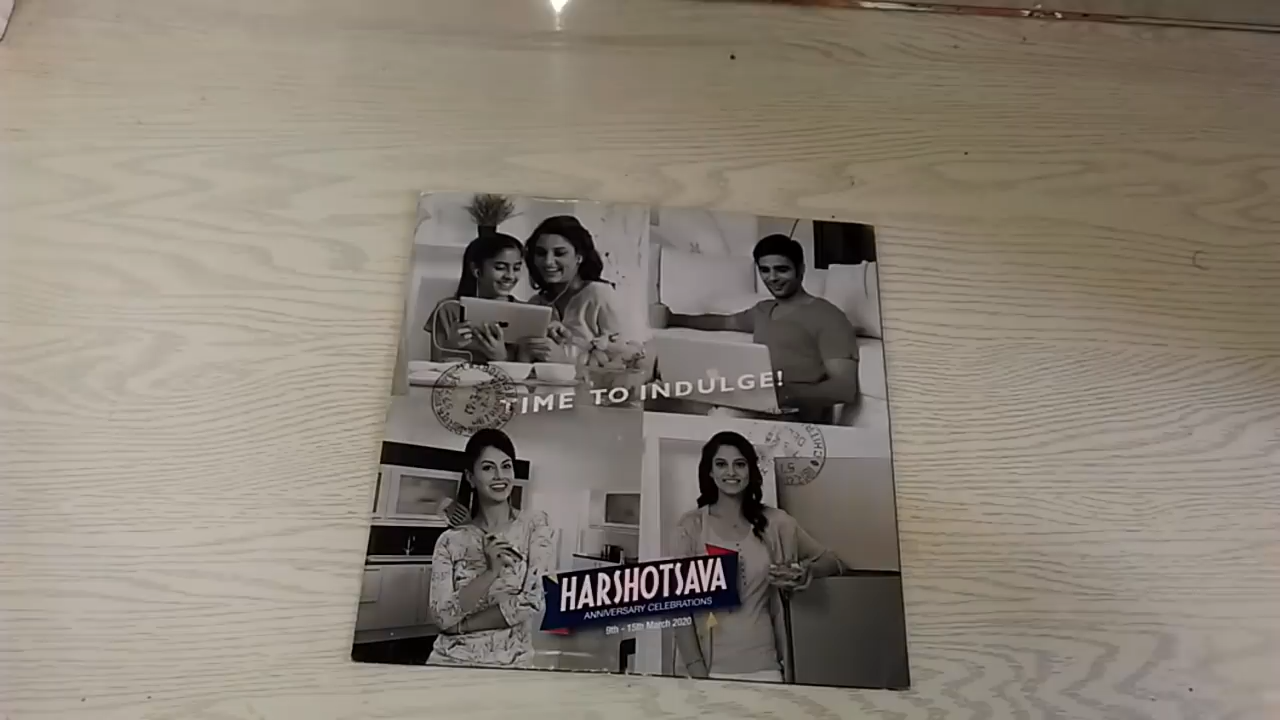 TIME TO INDULGE!
HARSHOTSAVA
ANNIVERSARY CELEBRATIONS
9th - 15th March 2020